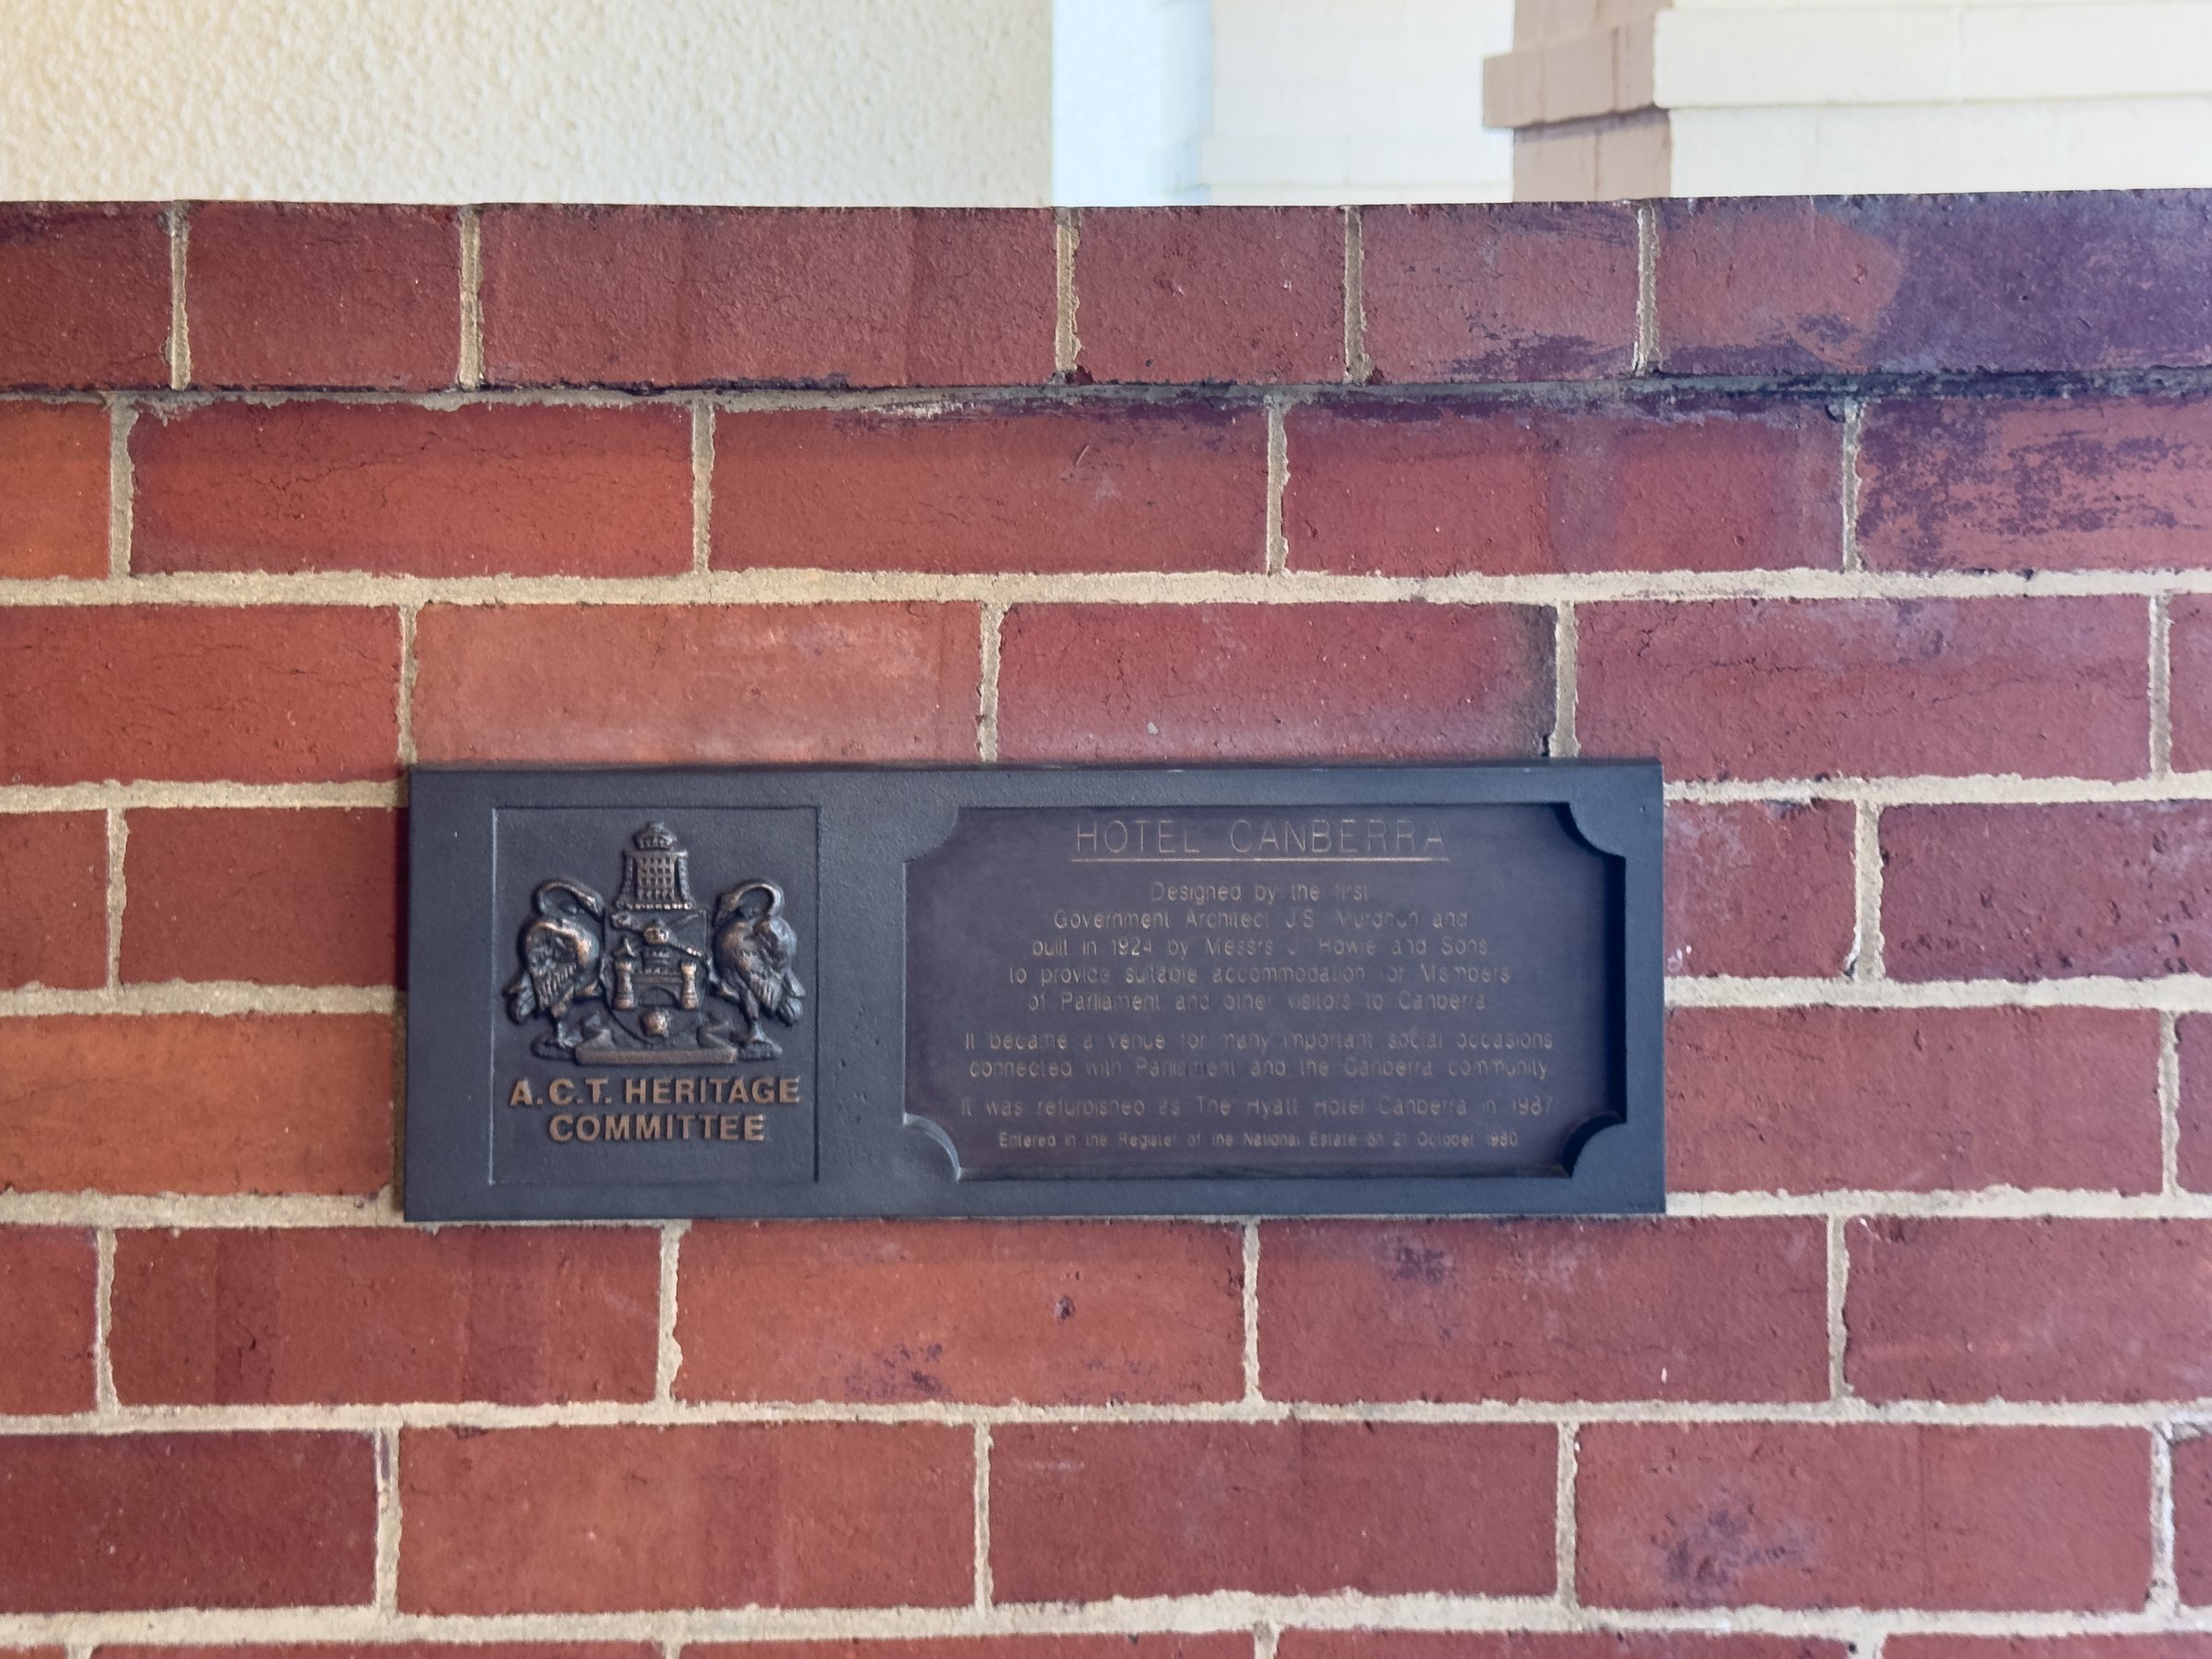 A.C.T. HERITAGE
COMMITTEE
HOTEL CANBERRA
Designed by the first
Government Architect J.S. Murdoch and
built in 1924 by Messrs J. Howie and Sons
to provide suitable accommodation for Members
of Parliament and other visitors to Canberra.
It became a venue for many important social occasions
connected with Parliament and the Canberra community.
It was refurbished as The Hyatt Hotel Canberra in 1987
Entered in the Register of the National Estate on 21 October 1980